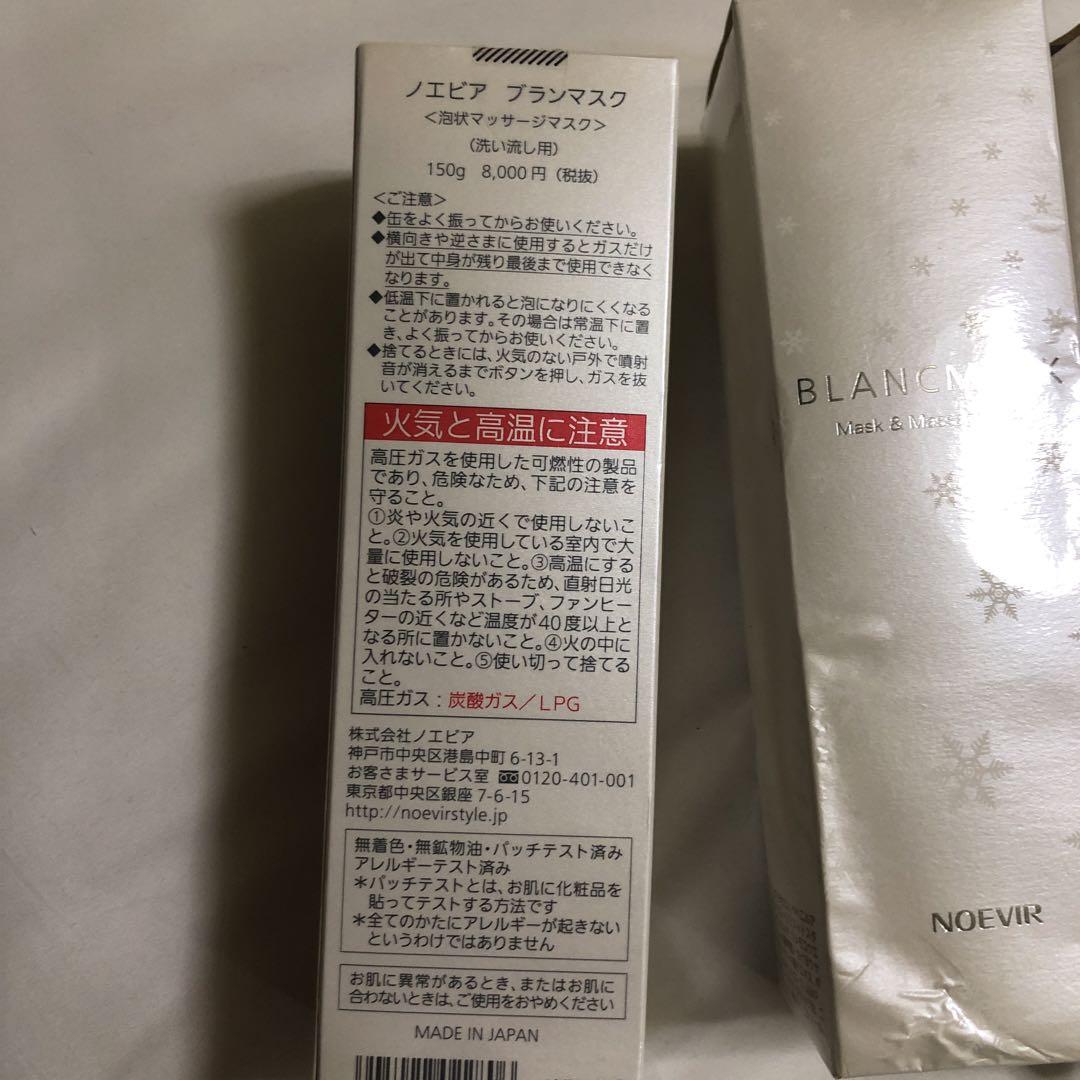 ノエビア ブランマスク
＜泡状マッサージマスク＞
（洗い流し用）
150g 8,000円（税抜）
＜ご注意＞
◆缶をよく振ってからお使いください。
◆横向きや逆さまに使用するとガスだけ
が出て中身が残り最後まで使用できなく
なります。
◆低温下に置かれると泡になりにくくなる
ことがあります。その場合は常温下に置
き、よく振ってからお使いください。
◆捨てるときには、火気のない戸外で噴射
音が消えるまでボタンを押し、ガスを抜
いてください。
火気と高温に注意
高圧ガスを使用した可燃性の製品
であり、危険なため、下記の注意を
守ること。
①炎や火気の近くで使用しないこ
と。②火気を使用している室内で大
量に使用しないこと。③高温にする
と破裂の危険があるため、直射日光
の当たる所やストーブ、ファンヒー
ターの近くなど温度が40度以上と
なる所に置かないこと。④火の中に
入れないこと。⑤使い切って捨てる
こと。
高圧ガス：炭酸ガス／LPG
株式会社ノエビア
神戸市中央区港島中町6-13-1
お客さまサービス室 0120-401-001
東京都中央区銀座7-6-15
http://noevirstyle.jp
無着色・無鉱物油・パッチテスト済み
アレルギーテスト済み
＊パッチテストとは、お肌に化粧品を
貼ってテストする方法です
＊全てのかたにアレルギーが起きない
というわけではありません
お肌に異常があるとき、またはお肌に
合わないときは、ご使用をおやめください
MADE IN JAPAN
BLANCM
Mask & Mass
NOEVIR